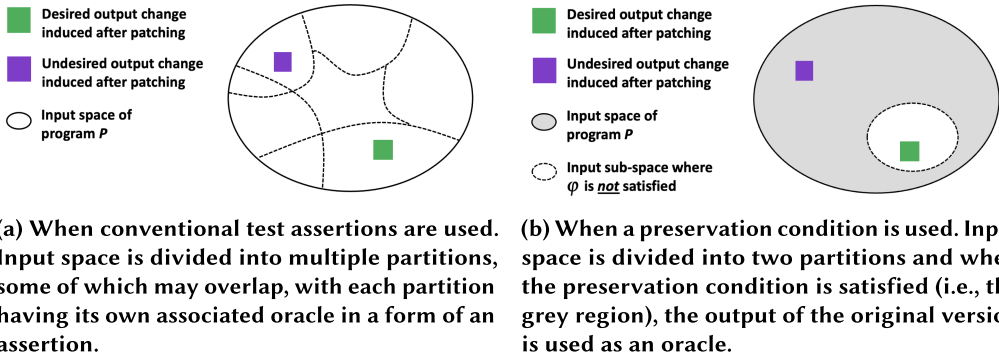 Desired output change
induced after patching
Undesired output change
induced after patching
Input space of
program P
Desired output change
induced after patching
Undesired output change
induced after patching
Input space of
program P
Input sub-space where
φ is not satisfied
(a) When conventional test assertions are used.
Input space is divided into multiple partitions,
some of which may overlap, with each partition
having its own associated oracle in a form of an
assertion.
(b) When a preservation condition is used. Inpu
space is divided into two partitions and whe
the preservation condition is satisfied (i.e., th
grey region), the output of the original versio
is used as an oracle.